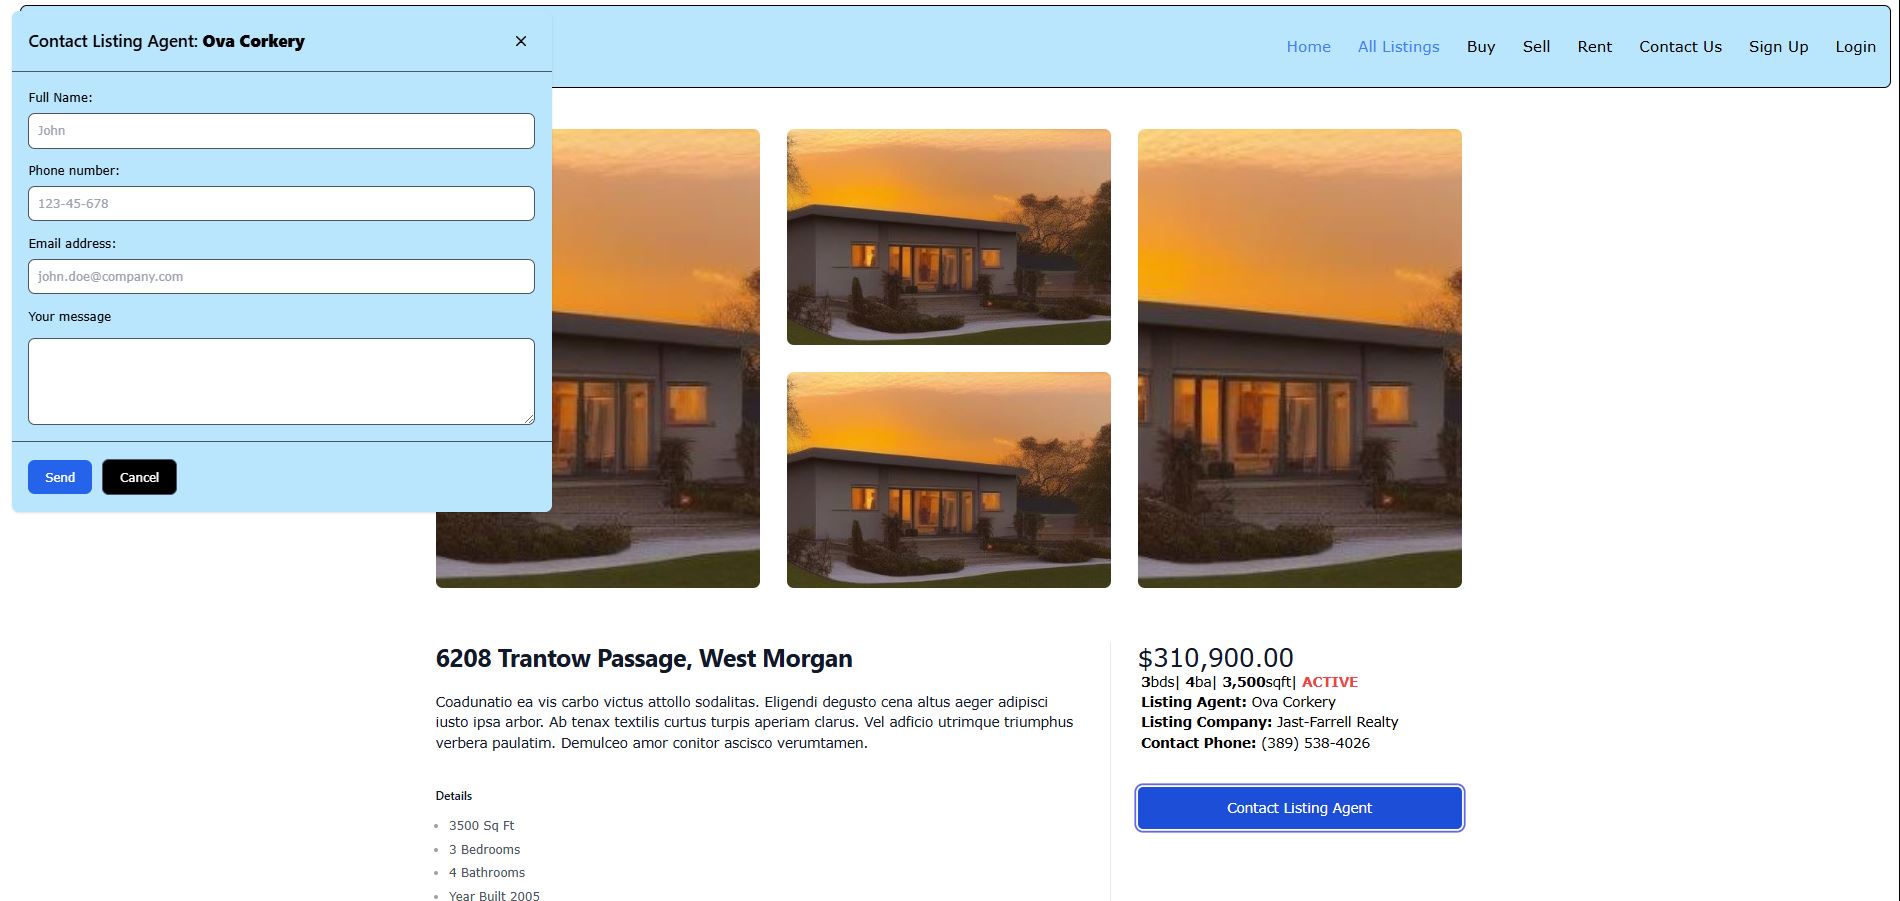 Contact Listing Agent: Ova Corkery
Full Name:
John
Phone number:
123-45-678
Email address:
john.doe@company.com
Your message
Send Cancel
Home All Listings Buy Sell Rent Contact Us Sign Up Login
6208 Trantow Passage, West Morgan
Coadunatio ea vis carbo victus attollo sodalitas. Eligendi degusto cena altus aeger adipisci
iusto ipsa arbor. Ab tenax textilis curtus turpis aperiam clarus. Vel adficio utrimque triumphus
verbera paulatim. Demulceo amor conitor ascisco verumtamen.
Details
3500 Sq Ft
3 Bedrooms
4 Bathrooms
Year Built 2005
$310,900.00
3bds| 4ba| 3,500sqft| ACTIVE
Listing Agent: Ova Corkery
Listing Company: Jast-Farrell Realty
Contact Phone: (389) 538-4026
Contact Listing Agent